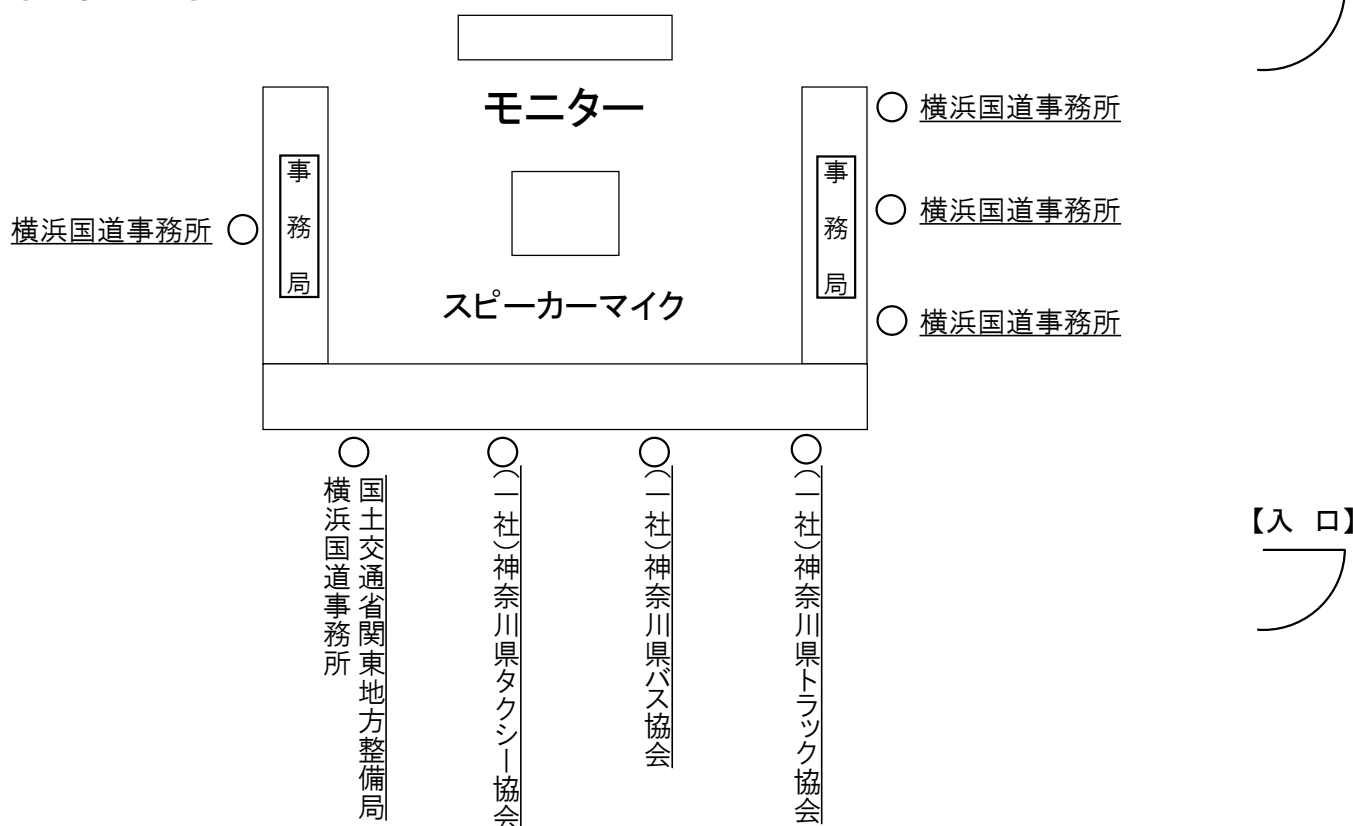 モニター
横浜国道事務所
事務局
事務局
横浜国道事務所
横浜国道事務所
スピーカーマイク
横浜国道事務所
国土交通省関東地方整備局
横浜国道事務所
(一社)神奈川県タクシー協会
(一社)神奈川県バス協会
(一社)神奈川県トラック協会
【入 口】